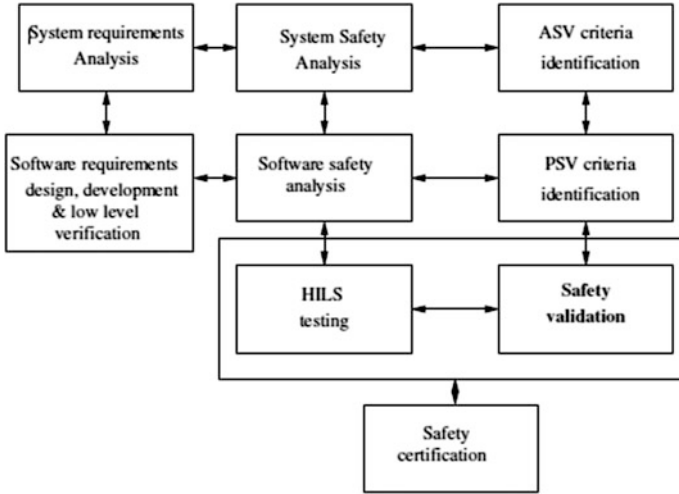 System requirements
Analysis
System Safety
Analysis
ASV criteria
identification
Software requirements
design, development
& low level
verification
Software safety
analysis
PSV criteria
identification
HILS
testing
Safety
validation
Safety
certification